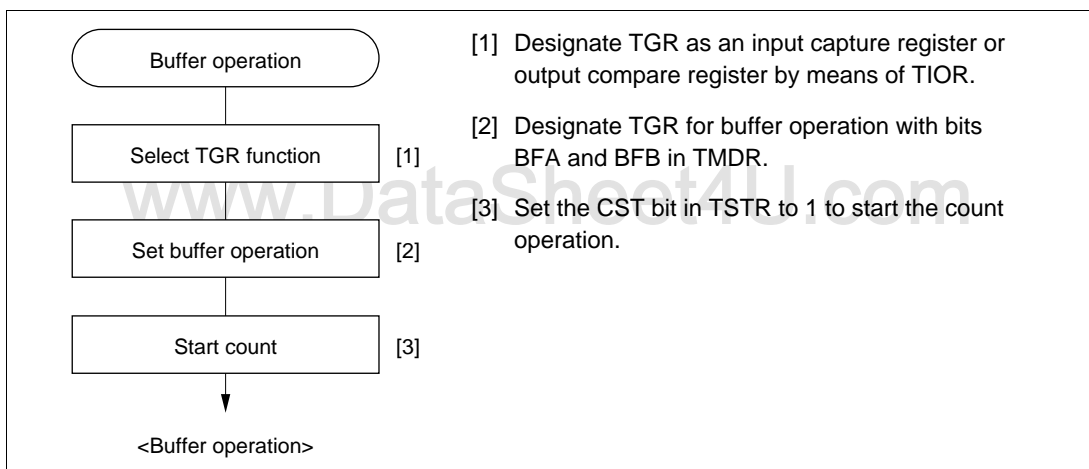 Buffer operation
Select TGR function
[1]
Set buffer operation
[2]
Start count
[3]
<Buffer operation>
[1] Designate TGR as an input capture register or
output compare register by means of TIOR.
[2] Designate TGR for buffer operation with bits
BFA and BFB in TMDR.
[3] Set the CST bit in TSTR to 1 to start the count
operation.
www.DataSheet4U.com